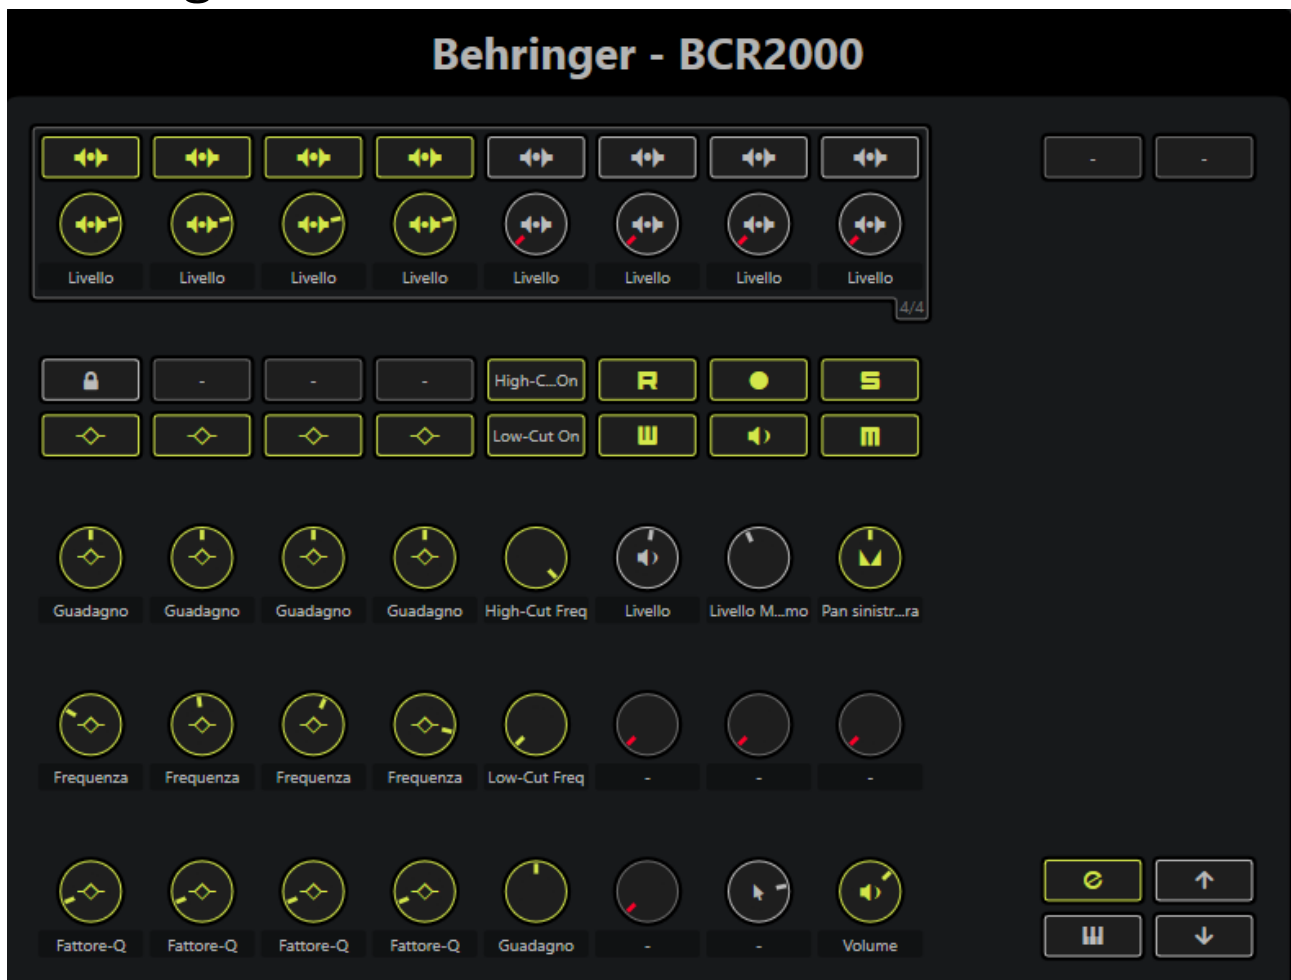 Behringer - BCR2000
- -
Livello Livello Livello Livello Livello Livello Livello Livello
4/4
- - - High-C...On R S
Low-Cut On M
Guadagno Guadagno Guadagno Guadagno High-Cut Freq Livello Livello M...mo Pan sinistr...ra
Frequenza Frequenza Frequenza Frequenza Low-Cut Freq - - -
e
Fattore-Q Fattore-Q Fattore-Q Fattore-Q Guadagno - - Volume